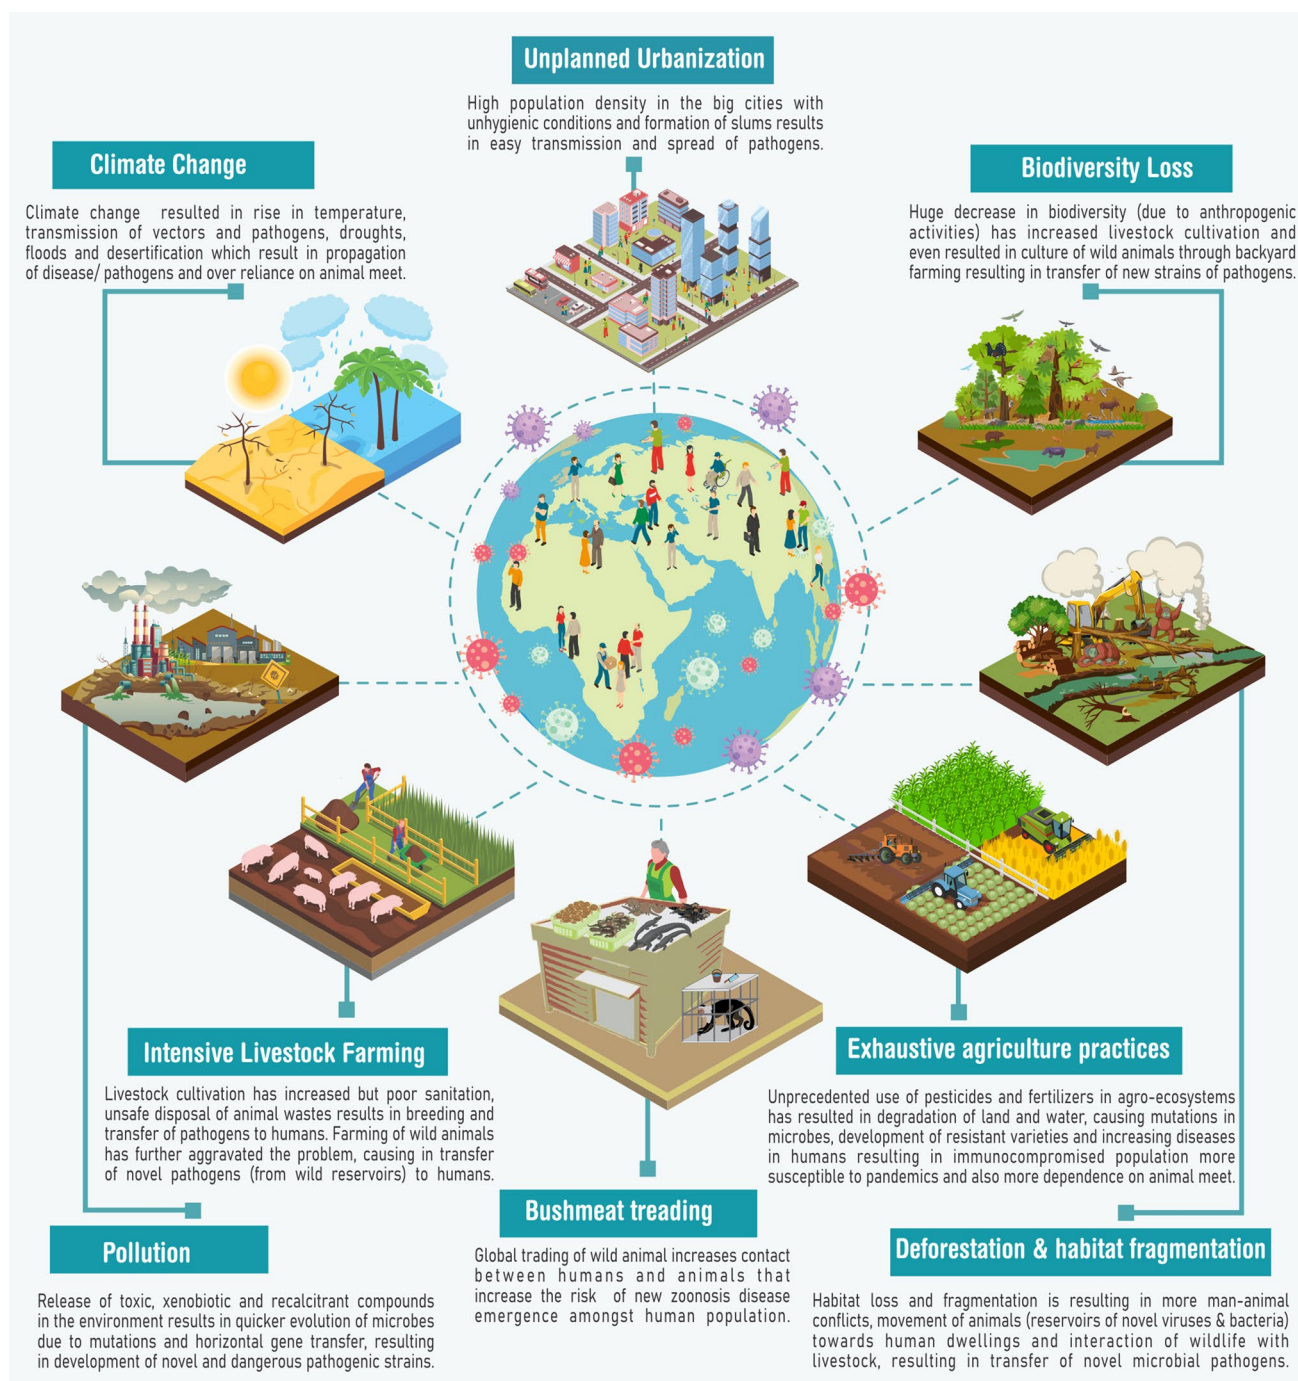 Unplanned Urbanization
High population density in the big cities with
unhygienic conditions and formation of slums results
in easy transmission and spread of pathogens.
Climate Change
Climate change resulted in rise in temperature,
transmission of vectors and pathogens, droughts,
floods and desertification which result in propagation
of disease/ pathogens and over reliance on animal meet.
Biodiversity Loss
Huge decrease in biodiversity (due to anthropogenic
activities) has increased livestock cultivation and
even resulted in culture of wild animals through backyard
farming resulting in transfer of new strains of pathogens.
Intensive Livestock Farming
Livestock cultivation has increased but poor sanitation,
unsafe disposal of animal wastes results in breeding and
transfer of pathogens to humans. Farming of wild animals
has further aggravated the problem, causing in transfer
of novel pathogens (from wild reservoirs) to humans.
Exhaustive agriculture practices
Unprecedented use of pesticides and fertilizers in agro-ecosystems
has resulted in degradation of land and water, causing mutations in
microbes, development of resistant varieties and increasing diseases
in humans resulting in immunocompromised population more
susceptible to pandemics and also more dependence on animal meet.
Pollution
Release of toxic, xenobiotic and recalcitrant compounds
in the environment results in quicker evolution of microbes
due to mutations and horizontal gene transfer, resulting
in development of novel and dangerous pathogenic strains.
Bushmeat treading
Global trading of wild animal increases contact
between humans and animals that
increase the risk of new zoonosis disease
emergence amongst human population.
Deforestation & habitat fragmentation
Habitat loss and fragmentation is resulting in more man-animal
conflicts, movement of animals (reservoirs of novel viruses & bacteria)
towards human dwellings and interaction of wildlife with
livestock, resulting in transfer of novel microbial pathogens.